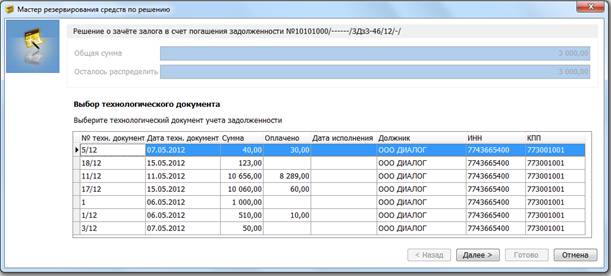 Мастер резервирования средств по решению
Решение о зачёте залога в счет погашения задолженности №10101000/------/ЗДзЗ-46/12/-/
Общая сумма 3 000,00
Осталось распределить 3 000,00
Выбор технологического документа
Выберите технологический документ учета задолженности
№ техн. документ Дата техн. документ Сумма Оплачено Дата исполнения Должник ИНН КПП
5/12 07.05.2012 40,00 30,00 ООО ДИАЛОГ 7743665400 773001001
18/12 15.05.2012 123,00 ООО ДИАЛОГ 7743665400 773001001
11/12 11.05.2012 10 656,00 8 289,00 ООО ДИАЛОГ 7743665400 773001001
17/12 15.05.2012 10 060,00 60,00 ООО ДИАЛОГ 7743665400 773001001
1 06.05.2012 1 000,00 ООО ДИАЛОГ 7743665400 773001001
1/12 06.05.2012 510,00 10,00 ООО ДИАЛОГ 7743665400 773001001
3/12 07.05.2012 50,00 ООО ДИАЛОГ 7743665400 773001001
< Назад Далее > Готово Отмена